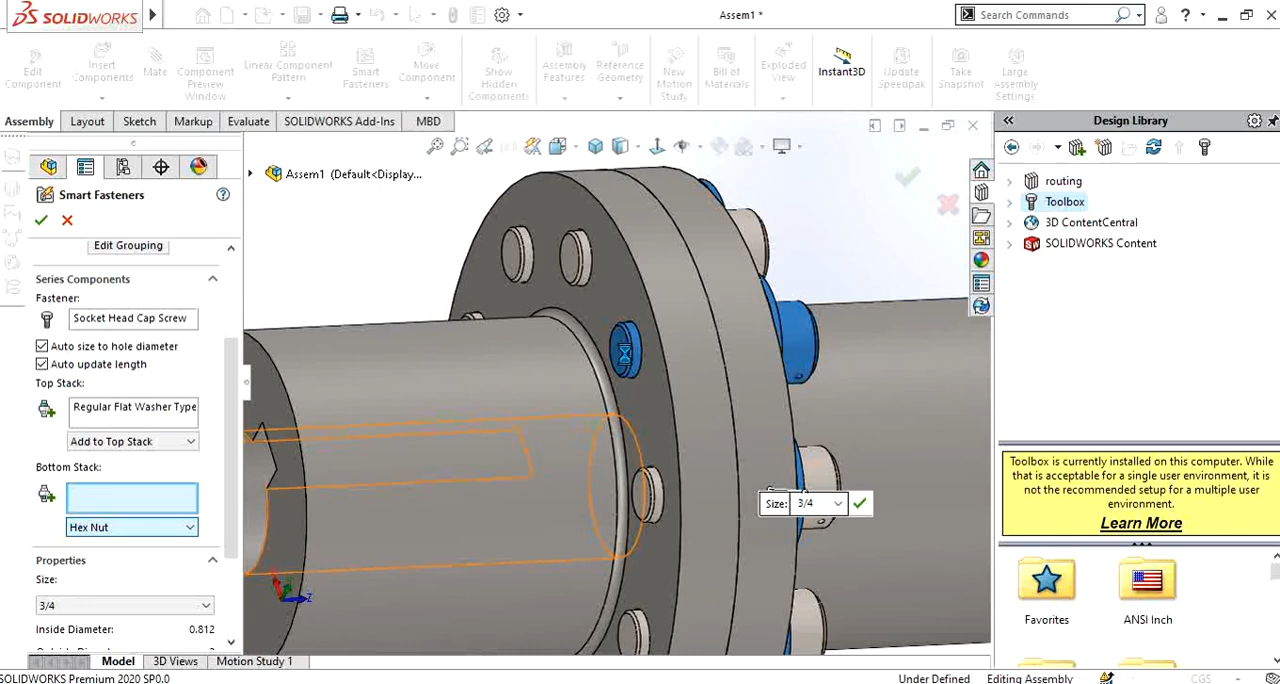 SOLIDWORKS
Assem1 *
Search Commands
?
Edit Component
Insert Components
Mate
Component Preview Window
Linear Component Pattern
Smart Fasteners
Move Component
Show Hidden Components
Assembly Features
Reference Geometry
New Motion Study
Bill of Materials
Exploded View
Instant3D
Update Speedpak
Take Snapshot
Large Assembly Settings
Assembly
Layout
Sketch
Markup
Evaluate
SOLIDWORKS Add-Ins
MBD
Design Library
Smart Fasteners
Edit Grouping
Series Components
Fastener:
Socket Head Cap Screw
Auto size to hole diameter
Auto update length
Top Stack:
Regular Flat Washer Type
Add to Top Stack
Bottom Stack:
Hex Nut
Properties
Size:
3/4
Inside Diameter: 0.812
Assem1 (Default<Display...
Size: 3/4
Z
routing
Toolbox
3D ContentCentral
SOLIDWORKS Content
Toolbox is currently installed on this computer. While
that is acceptable for a single user environment, it is
not the recommended setup for a multiple user
environment.
Learn More
Favorites
ANSI Inch
Model
3D Views
Motion Study 1
SOLIDWORKS Premium 2020 SP0.0
Under Defined
Editing Assembly
CGS